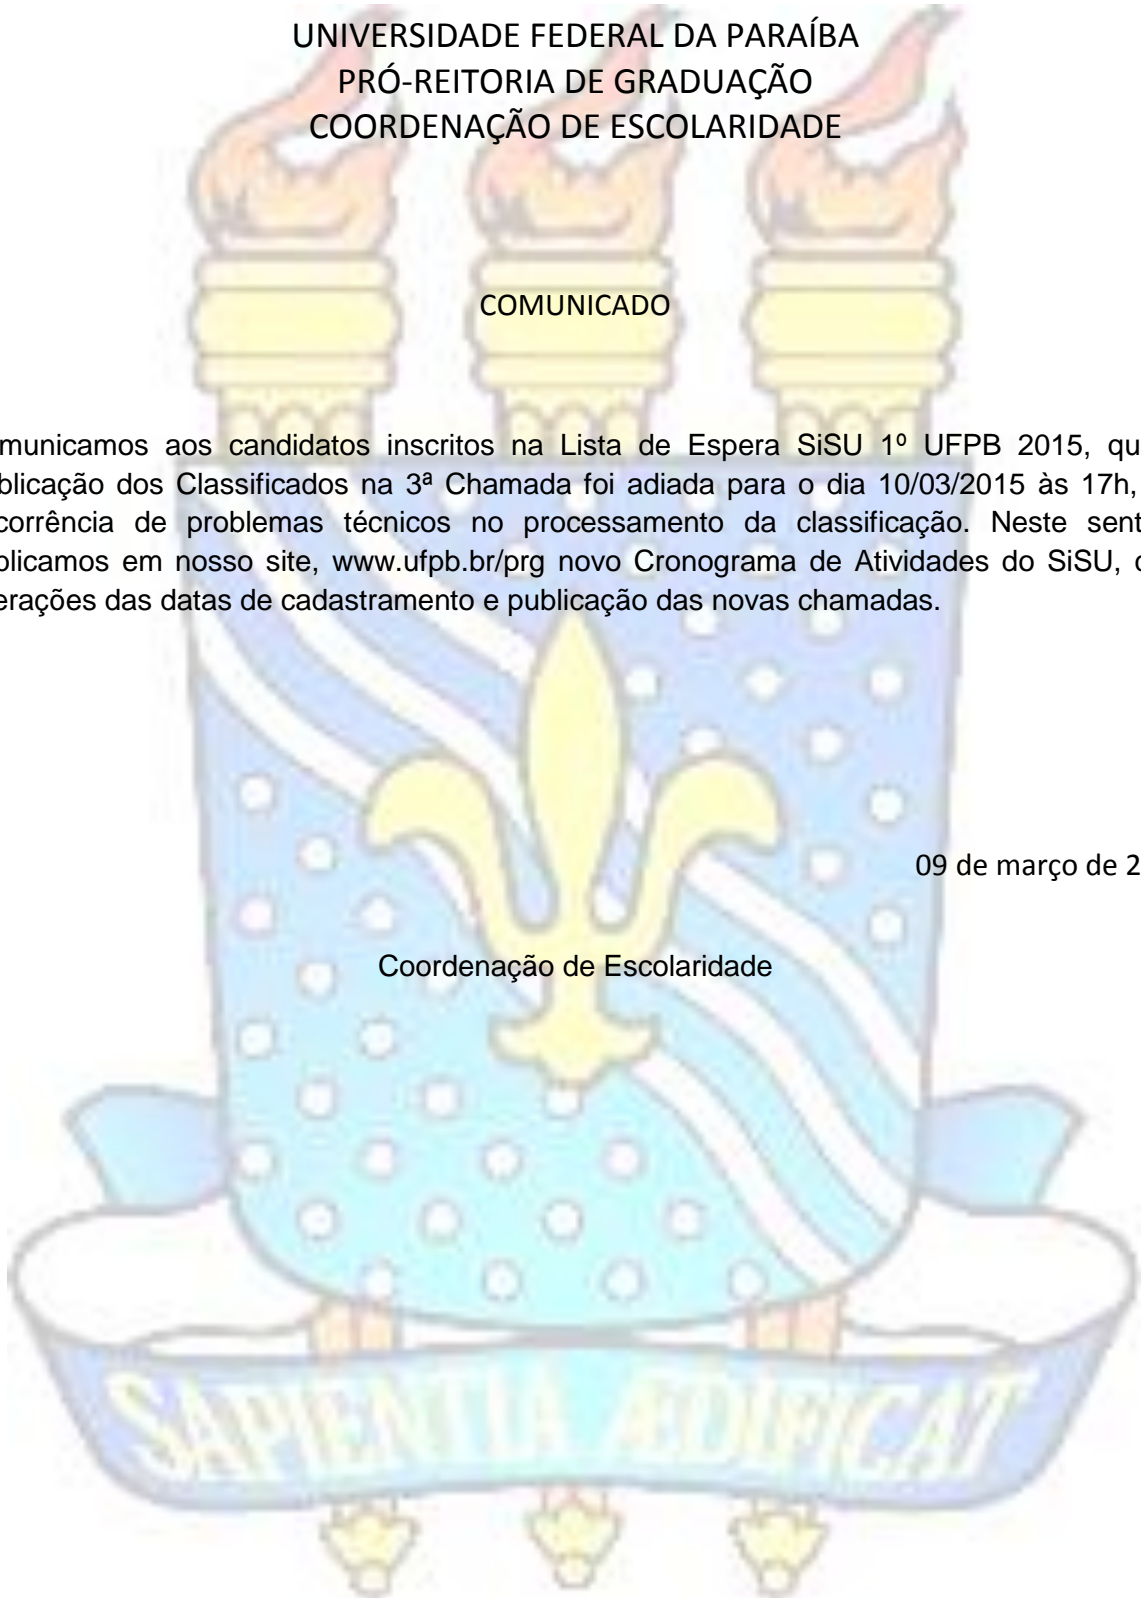 UNIVERSIDADE FEDERAL DA PARAÍBA
PRÓ-REITORIA DE GRADUAÇÃO
COORDENAÇÃO DE ESCOLARIDADE
COMUNICADO
municamos aos candidatos inscritos na Lista de Espera SiSU 1º UFPB 2015, qu
blicação dos Classificados na 3ª Chamada foi adiada para o dia 10/03/2015 às 17h,
corrência de problemas técnicos no processamento da classificação. Neste sent
blicamos em nosso site, www.ufpb.br/prg novo Cronograma de Atividades do SiSU, c
erações das datas de cadastramento e publicação das novas chamadas.
09 de março de 2
Coordenação de Escolaridade
SAPIENTIA ÆDIFICAT